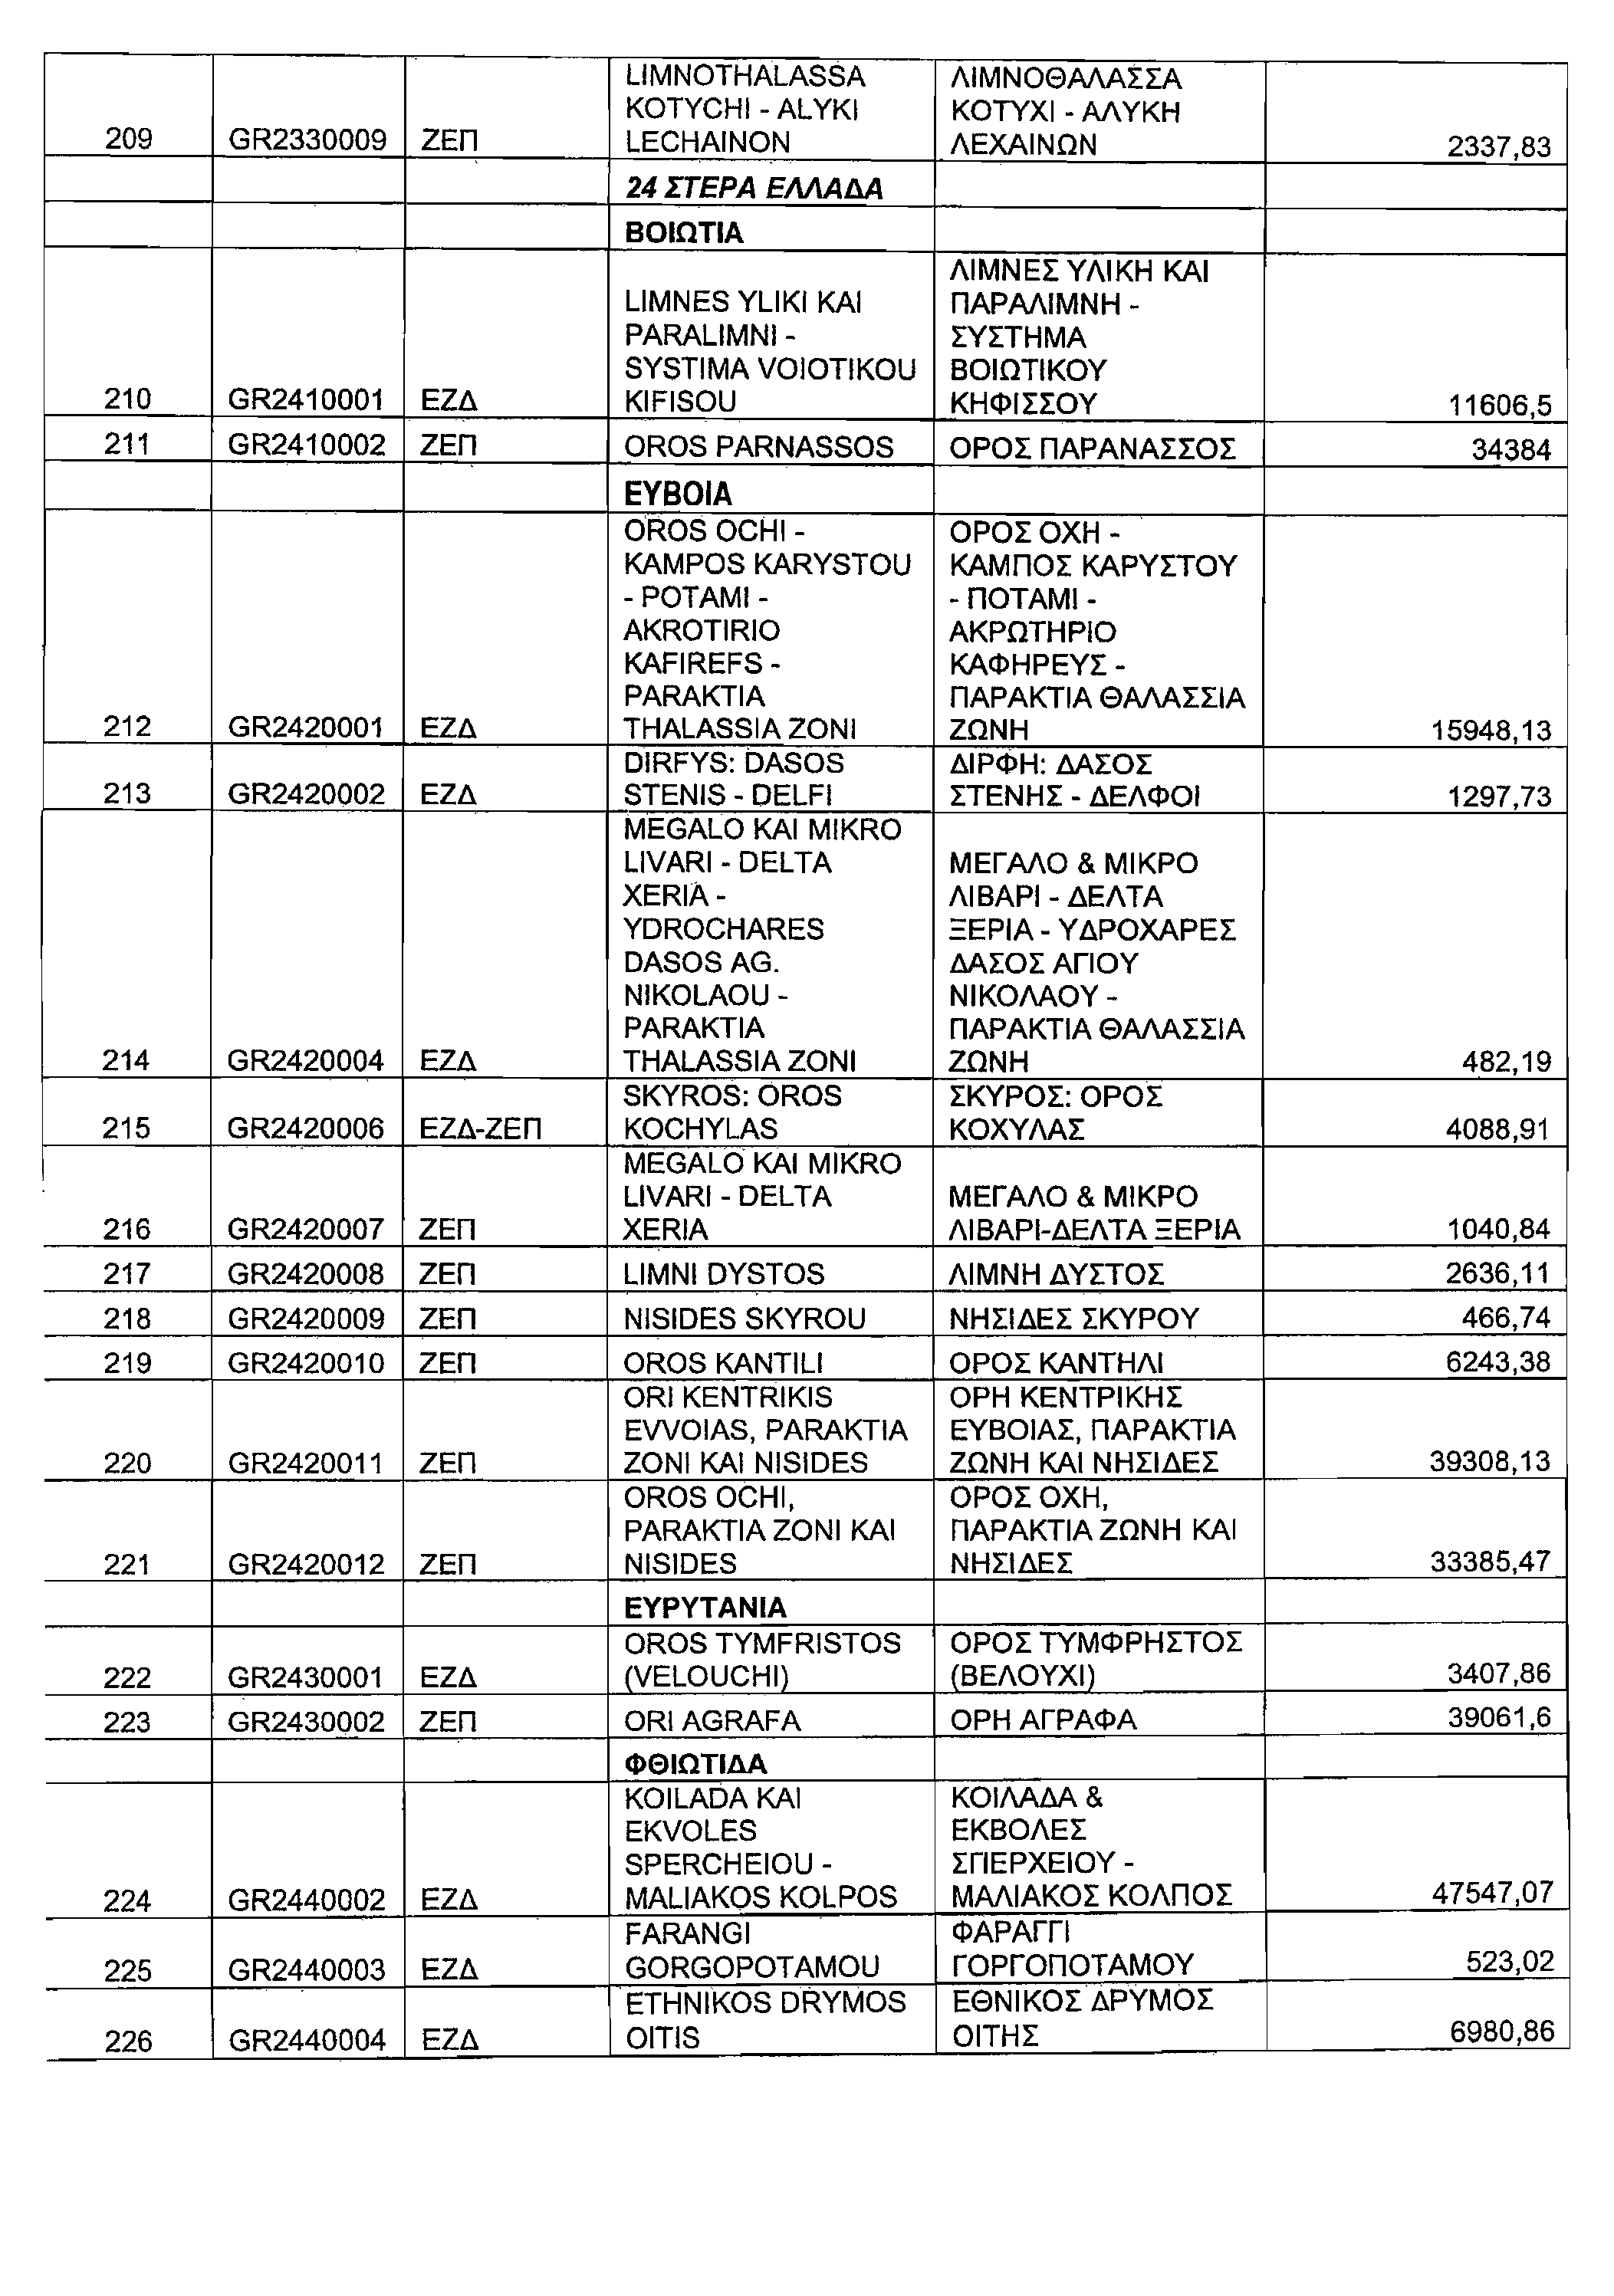 LIMNOTHALASSA ΛΙΜΝΟΘΑΛΑΣΣΑ
KOTYCHI - ALYKI ΚΟΤΥΧΙ - ΑΛΥΚΗ
209 GR2330009 ΖΕΠ LECHAINON ΛΕΧΑΙΝΩΝ 2337,83
24 ΣΤΕΡΑ ΕΛΛΑΔΑ
ΒΟΙΩΤΙΑ
ΛΙΜΝΕΣ ΥΛΙΚΗ ΚΑΙ
LIMNES YLIKI KAI ΠΑΡΑΛΙΜΝΗ -
PARALIMNI - ΣΥΣΤΗΜΑ
SYSTIMA VOIOTIKOU ΒΟΙΩΤΙΚΟΥ
210 GR2410001 ΕΖΔ KIFISOU ΚΗΦΙΣΣΟΥ 11606,5
211 GR2410002 ΖΕΠ OROS PARNASSOS ΟΡΟΣ ΠΑΡΑΝΑΣΣΟΣ 34384
ΕΥΒΟΙΑ
OROS OCHI - ΟΡΟΣ ΟΧΗ -
KAMPOS KARYSTOU ΚΑΜΠΟΣ ΚΑΡΥΣΤΟΥ
- POTAMI - - ΠΟΤΑΜΙ -
AKROTIRIO ΑΚΡΩΤΗΡΙΟ
KAFIREFS - ΚΑΦΗΡΕΥΣ -
PARAKTIA ΠΑΡΑΚΤΙΑ ΘΑΛΑΣΣΙΑ
212 GR2420001 ΕΖΔ THALASSIA ZONI ΖΩΝΗ 15948,13
DIRFYS: DASOS ΔΙΡΦΗ: ΔΑΣΟΣ
213 GR2420002 ΕΖΔ STENIS - DELFI ΣΤΕΝΗΣ - ΔΕΛΦΟΙ 1297,73
MEGALO KAI MIKRO
LIVARI - DELTA ΜΕΓΑΛΟ & ΜΙΚΡΟ
XERIA - ΛΙΒΑΡΙ - ΔΕΛΤΑ
YDROCHARES ΞΕΡΙΑ - ΥΔΡΟΧΑΡΕΣ
DASOS AG. ΔΑΣΟΣ ΑΓΙΟΥ
NIKOLAOU - ΝΙΚΟΛΑΟΥ -
PARAKTIA ΠΑΡΑΚΤΙΑ ΘΑΛΑΣΣΙΑ
214 GR2420004 ΕΖΔ THALASSIA ZONI ΖΩΝΗ 482,19
SKYROS: OROS ΣΚΥΡΟΣ: ΟΡΟΣ
215 GR2420006 ΕΖΔ-ΖΕΠ KOCHYLAS ΚΟΧΥΛΑΣ 4088,91
MEGALO KAI MIKRO
LIVARI - DELTA ΜΕΓΑΛΟ & ΜΙΚΡΟ
216 GR2420007 ΖΕΠ XERIA ΛΙΒΑΡΙ-ΔΕΛΤΑ ΞΕΡΙΑ 1040,84
217 GR2420008 ΖΕΠ LIMNI DYSTOS ΛΙΜΝΗ ΔΥΣΤΟΣ 2636,11
218 GR2420009 ΖΕΠ NISIDES SKYROU ΝΗΣΙΔΕΣ ΣΚΥΡΟΥ 466,74
219 GR2420010 ΖΕΠ OROS KANTILI ΟΡΟΣ ΚΑΝΤΗΛΙ 6243,38
ORI KENTRIKIS ΟΡΗ ΚΕΝΤΡΙΚΗΣ
EVVOIAS, PARAKTIA ΕΥΒΟΙΑΣ, ΠΑΡΑΚΤΙΑ
220 GR2420011 ΖΕΠ ZONI KAI NISIDES ΖΩΝΗ ΚΑΙ ΝΗΣΙΔΕΣ 39308,13
OROS OCHI, ΟΡΟΣ ΟΧΗ,
PARAKTIA ZONI KAI ΠΑΡΑΚΤΙΑ ΖΩΝΗ ΚΑΙ
221 GR2420012 ΖΕΠ NISIDES ΝΗΣΙΔΕΣ 33385,47
ΕΥΡΥΤΑΝΙΑ
OROS TYMFRISTOS ΟΡΟΣ ΤΥΜΦΡΗΣΤΟΣ
222 GR2430001 ΕΖΔ (VELOUCHI) (ΒΕΛΟΥΧΙ) 3407,86
223 GR2430002 ΖΕΠ ORI AGRAFA ΟΡΗ ΑΓΡΑΦΑ 39061,6
ΦΘΙΩΤΙΔΑ
KOILADA KAI ΚΟΙΛΑΔΑ &
EKVOLES ΕΚΒΟΛΕΣ
SPERCHEIOU - ΣΠΕΡΧΕΙΟΥ -
224 GR2440002 ΕΖΔ MALIAKOS KOLPOS ΜΑΛΙΑΚΟΣ ΚΟΛΠΟΣ 47547,07
FARANGI ΦΑΡΑΓΓΙ
225 GR2440003 ΕΖΔ GORGOPOTAMOU ΓΟΡΓΟΠΟΤΑΜΟΥ 523,02
ETHNIKOS DRYMOS ΕΘΝΙΚΟΣ ΔΡΥΜΟΣ
226 GR2440004 ΕΖΔ OITIS ΟΙΤΗΣ 6980,86